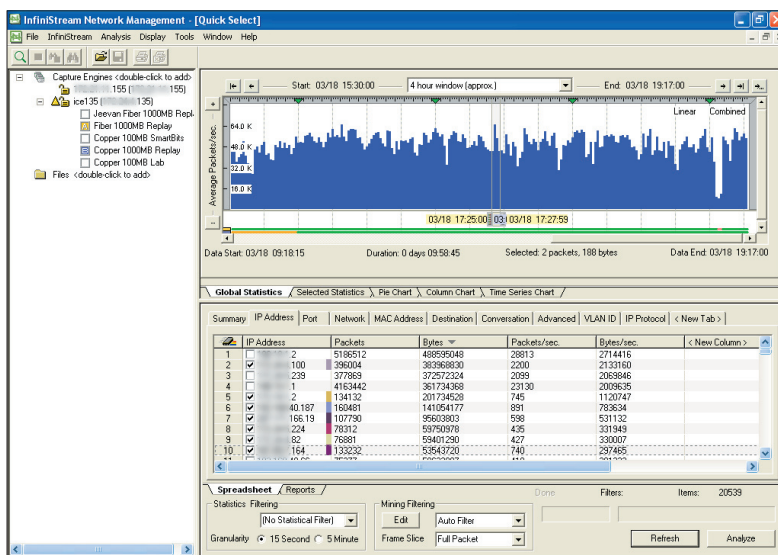 InfiniStream Network Management - [Quick Select]
File InfiniStream Analysis Display Tools Window Help
Capture Engines <double-click to add>
.155 ( .155)
ice135 ( 135)
Jeevan Fiber 1000MB Repl
Fiber 1000MB Replay
Copper 100MB SmartBits
Copper 1000MB Replay
Copper 100MB Lab
Files <double-click to add>
Start: 03/18 15:30:00
4 hour window (approx.)
End: 03/18 19:17:00
Linear Combined
Average Packets/sec.
64.0 K
48.0 K
32.0 K
16.0 K
03/18 17:25:00 03/ 03/18 17:27:59
Data Start: 03/18 09:18:15 Duration: 0 days 09:58:45 Selected: 2 packets, 188 bytes Data End: 03/18 19:17:00
Global Statistics Selected Statistics Pie Chart Column Chart Time Series Chart
Summary IP Address Port Network MAC Address Destination Conversation Advanced VLAN ID IP Protocol < New Tab >
IP Address Packets Bytes Packets/sec. Bytes/sec. < New Column >
1 .2 5186512 488595048 28813 2714416
2 .100 396004 383968830 2200 2133160
3 .239 377869 372572324 2099 2069846
4 .1 4163442 361734368 23130 2009635
5 .2 134132 201734528 745 1120747
6 40.187 160481 141054177 891 783634
7 166.19 107790 95603803 598 531132
8 224 78312 59750978 435 331949
9 .82 76881 59401290 427 330007
10 .164 133232 53543720 740 297465
Spreadsheet Reports
Done Filters: Items: 20539
Statistics Filtering
(No Statistical Filter)
Granularity 15 Second 5 Minute
Mining Filtering
Edit Auto Filter
Frame Slice Full Packet
Refresh Analyze